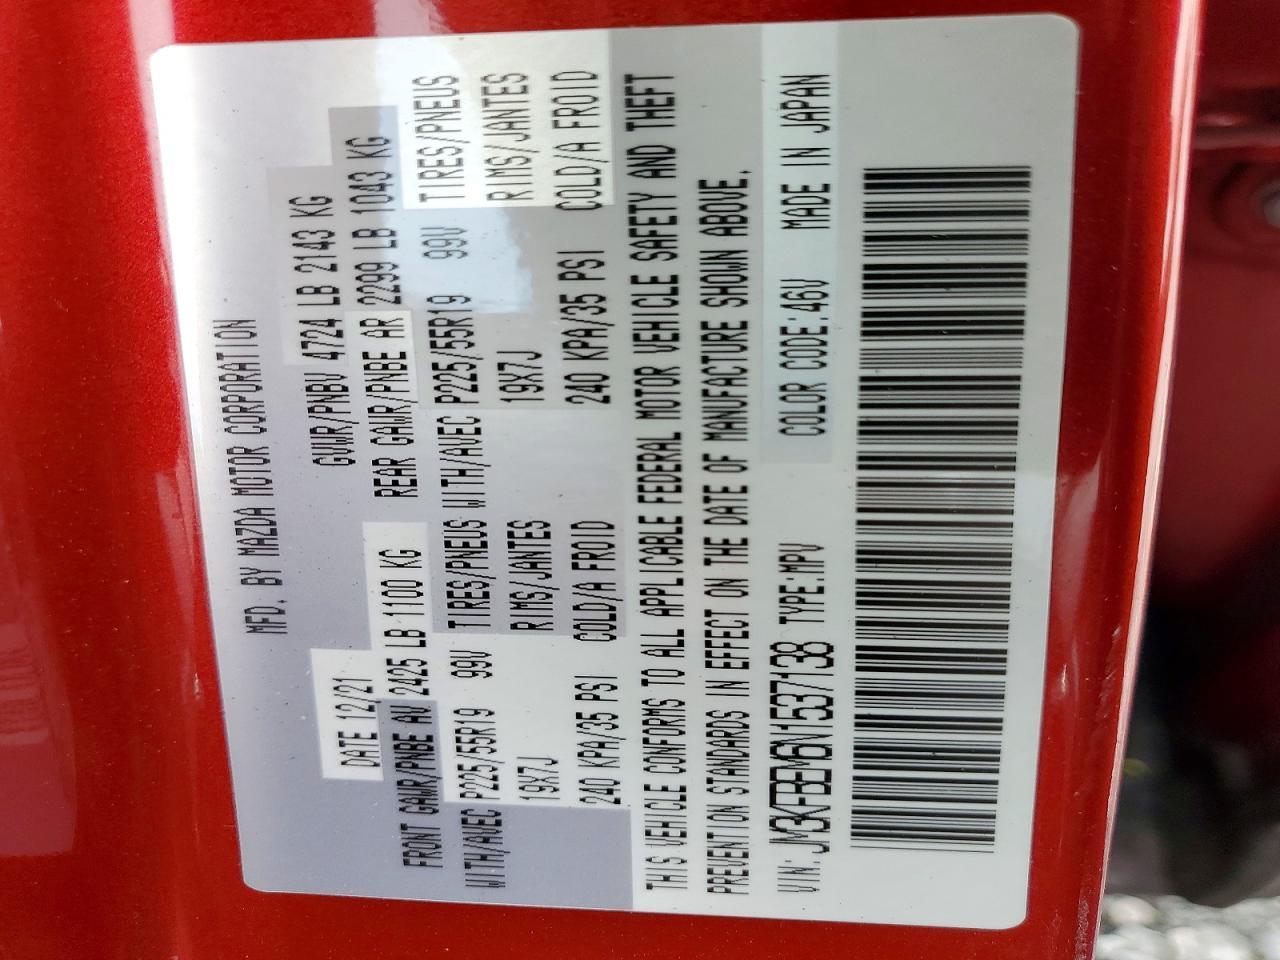 MFD. BY MAZDA MOTOR CORPORATION
DATE 12/21 GVWR/PNBV 4724 LB 2143 KG
FRONT GAWR/PNBE AV 2425 LB 1100 KG REAR GAWR/PNBE AR 2299 LB 1043 KG
WITH/AVEC P225/55R19 99V TIRES/PNEUS WITH/AVEC P225/55R19 99V TIRES/PNEUS
19X7J RIMS/JANTES 19X7J RIMS/JANTES
240 KPA/35 PSI COLD/A FROID 240 KPA/35 PSI COLD/A FROID
THIS VEHICLE CONFORMS TO ALL APPLICABLE FEDERAL MOTOR VEHICLE SAFETY AND THEFT
PREVENTION STANDARDS IN EFFECT ON THE DATE OF MANUFACTURE SHOWN ABOVE.
VIN: JM3KFBEM6N1537138 TYPE:MPV COLOR CODE:46V MADE IN JAPAN